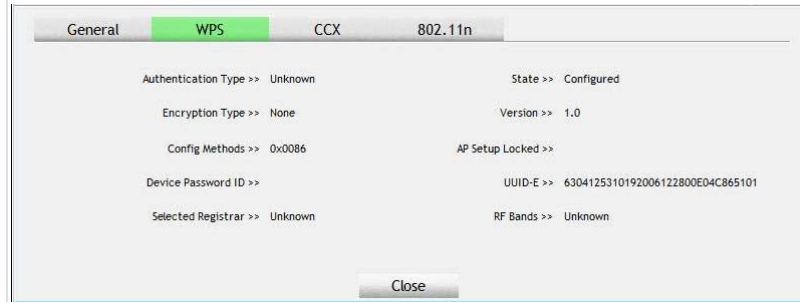 General WPS CCX 802.11n
Authentication Type >> Unknown State >> Configured
Encryption Type >> None Version >> 1.0
Config Methods >> 0x0086 AP Setup Locked >>
Device Password ID >> UUID-E >> 6304125310192006122800E04C865101
Selected Registrar >> Unknown RF Bands >> Unknown
Close